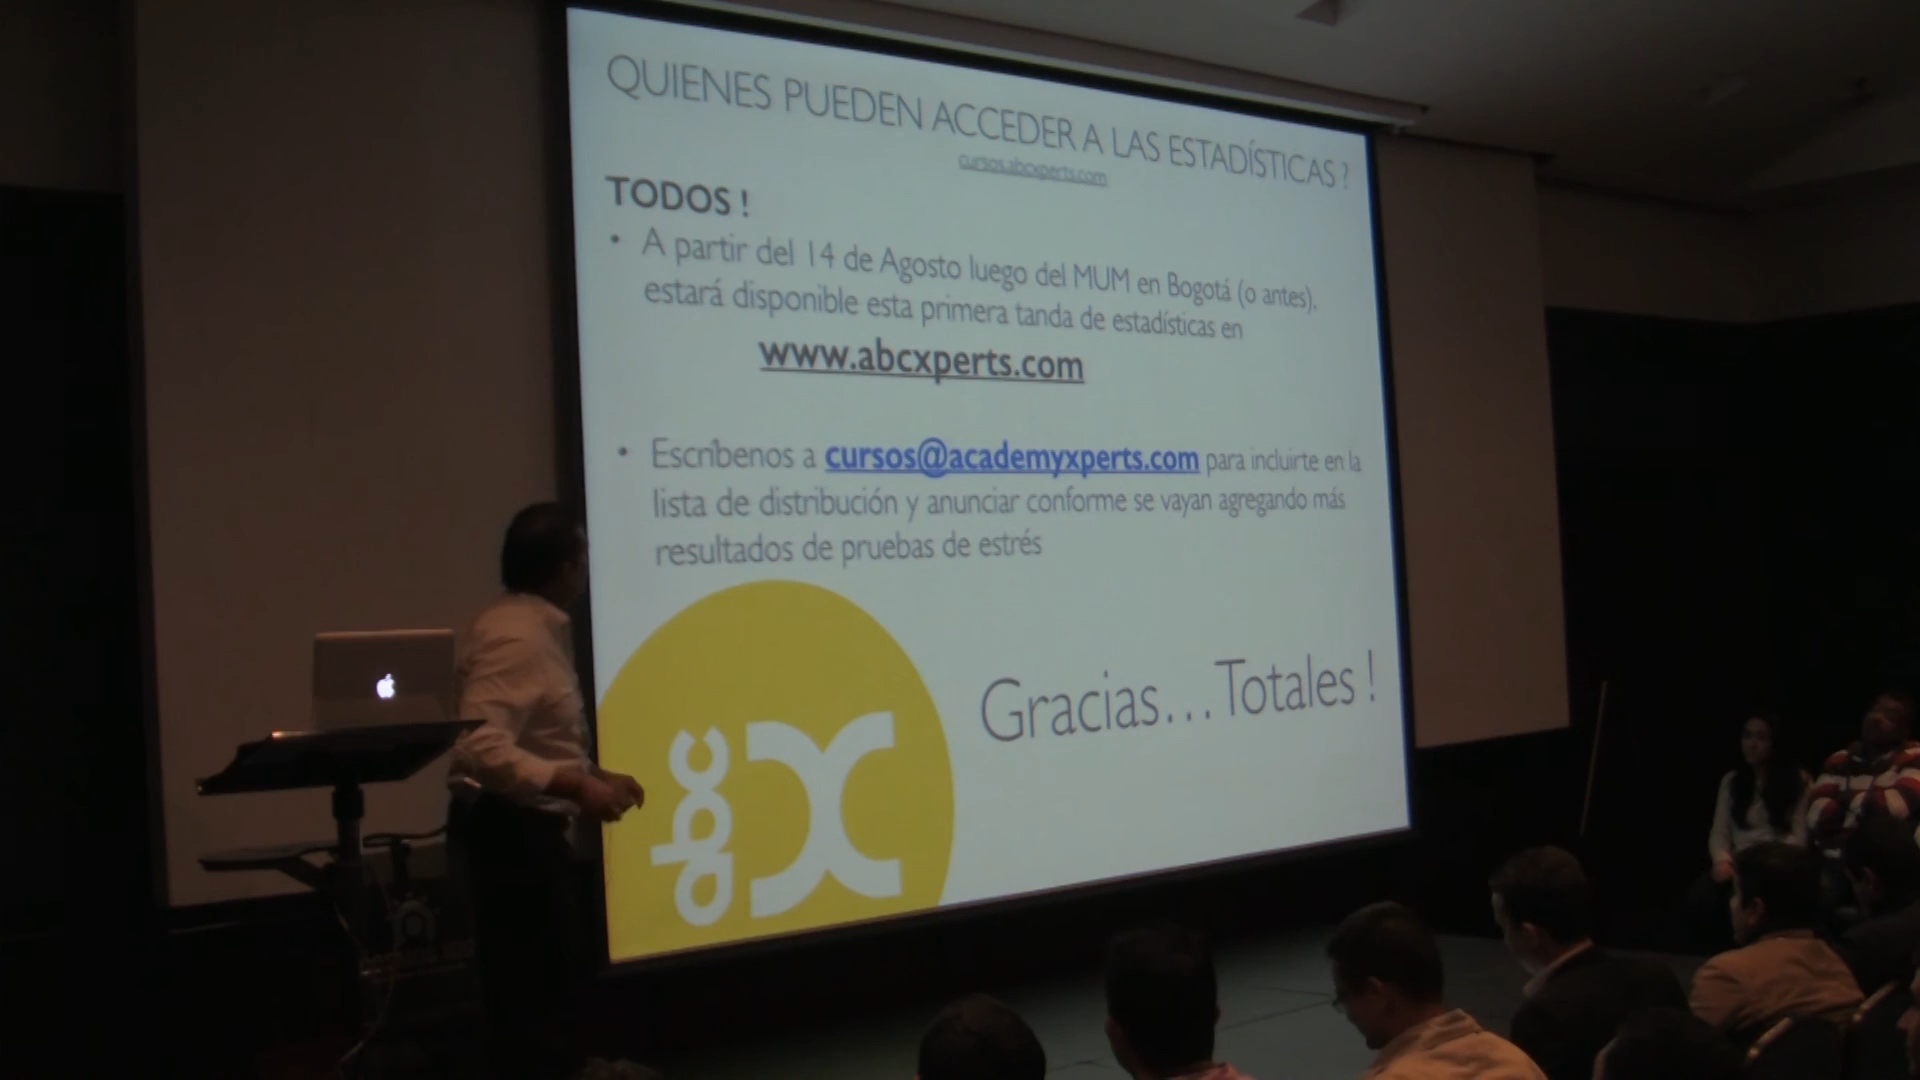 QUIENES PUEDEN ACCEDER A LAS ESTADÍSTICAS ?
cursos.abcxperts.com
TODOS !
• A partir del 14 de Agosto luego del MUM en Bogotá (o antes).
estará disponible esta primera tanda de estadísticas en
www.abcxperts.com
• Escríbenos a cursos@academyxperts.com para incluirte en la
lista de distribución y anunciar conforme se vayan agregando más
resultados de pruebas de estrés
Gracias...Totales !
abc X